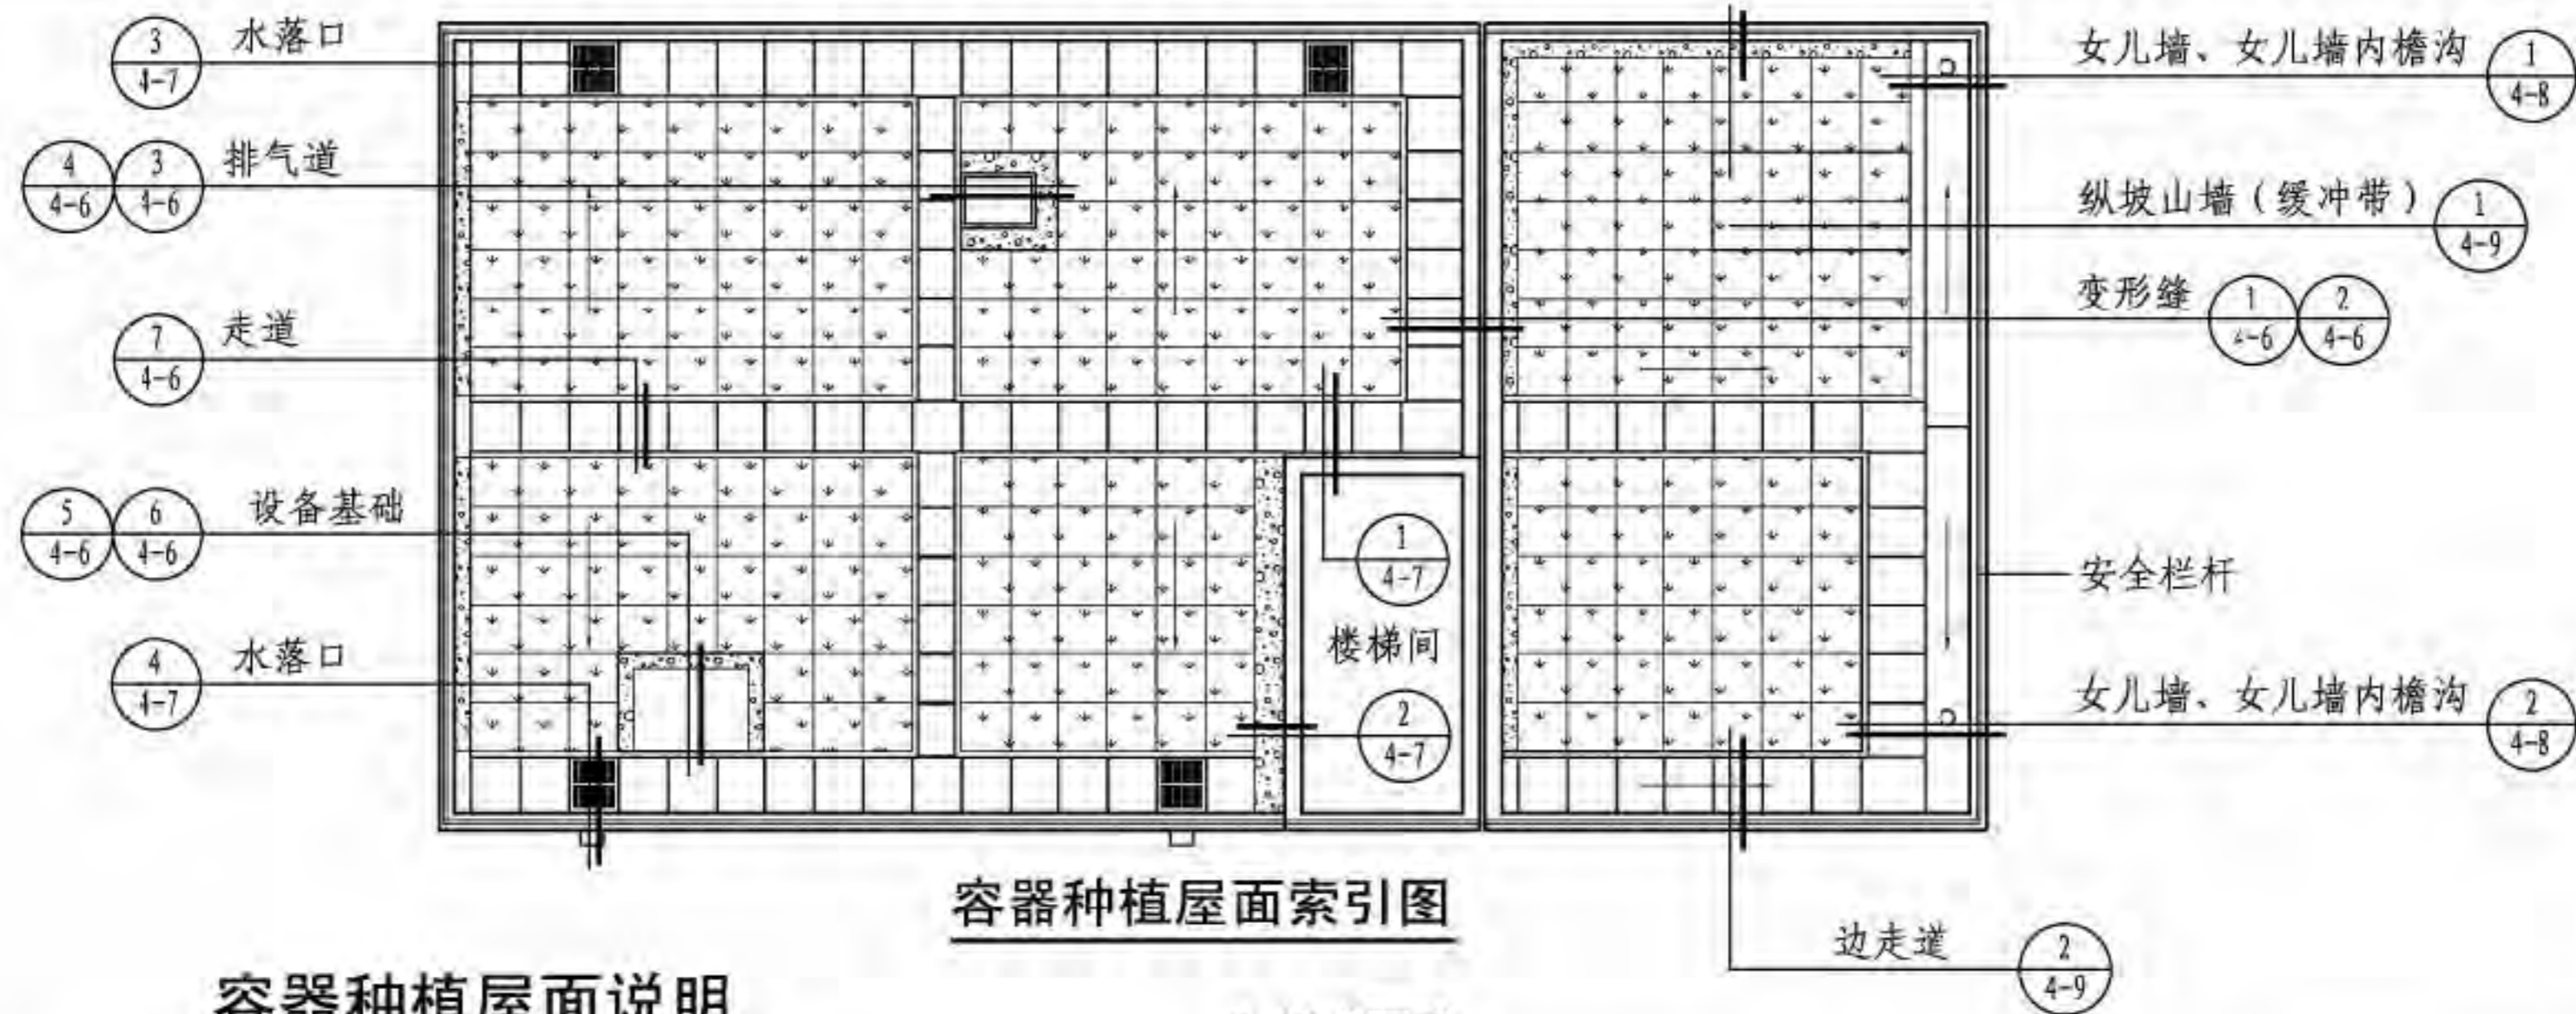 3
4-7
水落口
4
4-6
3
4-6
排气道
7
4-6
走道
5
4-6
6
4-6
设备基础
4
4-7
水落口
1
4-7
楼梯间
2
4-7
女儿墙、女儿墙内檐沟
1
4-8
纵坡山墙（缓冲带）
1
4-9
变形缝
1
4-6
2
4-6
安全栏杆
女儿墙、女儿墙内檐沟
2
4-8
边走道
2
4-9
容器种植屋面索引图
容器种植屋面说明